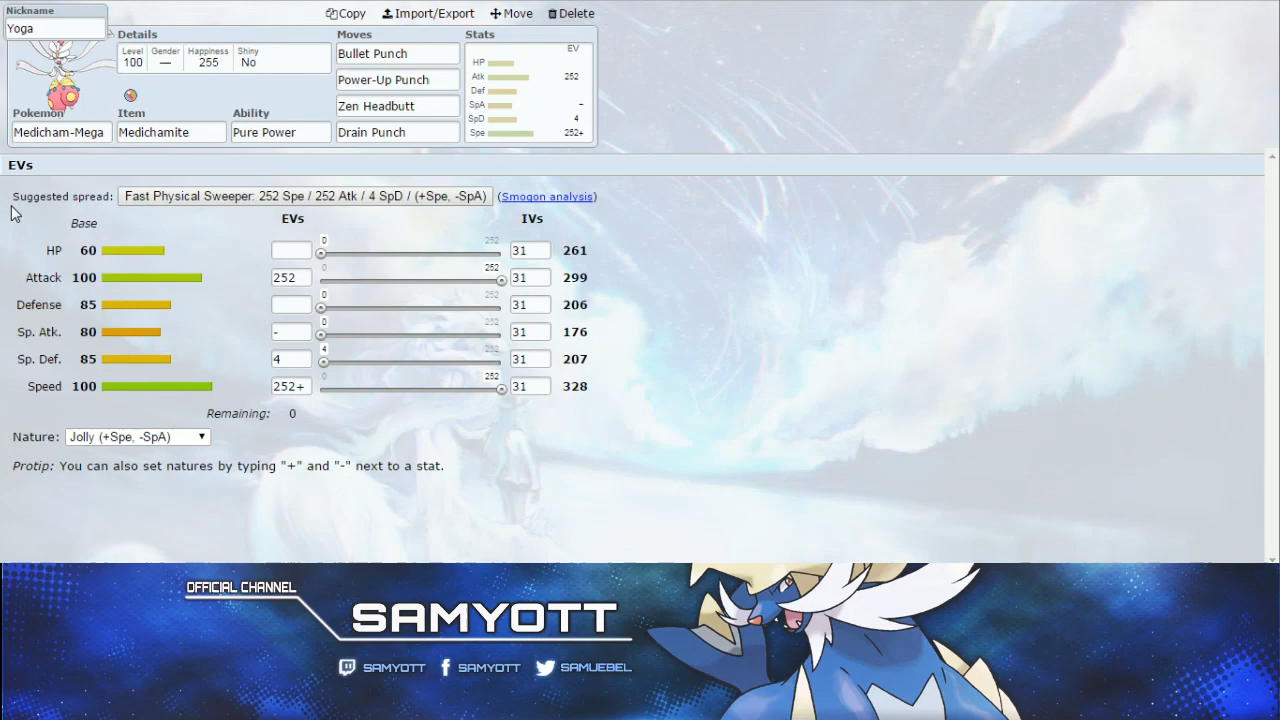 Nickname
Yoga
Copy Import/Export Move Delete
Details
Level Gender Happiness Shiny
100 — 255 No
Pokemon Item Ability
Medicham-Mega Medichamite Pure Power
Moves
Bullet Punch
Power-Up Punch
Zen Headbutt
Drain Punch
Stats
EV
HP
Atk 252
Def
SpA -
SpD 4
Spe 252+
EVs
Suggested spread: Fast Physical Sweeper: 252 Spe / 252 Atk / 4 SpD / (+Spe, -SpA) (Smogon analysis)
Base EVs IVs
HP 60 0 252 31 261
Attack 100 252 0 252 31 299
Defense 85 0 252 31 206
Sp. Atk. 80 - 0 252 31 176
Sp. Def. 85 4 4 252 31 207
Speed 100 252+ 0 252 31 328
Remaining: 0
Nature: Jolly (+Spe, -SpA)
Protip: You can also set natures by typing "+" and "-" next to a stat.
OFFICIAL CHANNEL
SAMYOTT
SAMYOTT SAMYOTT SAMUEBEL